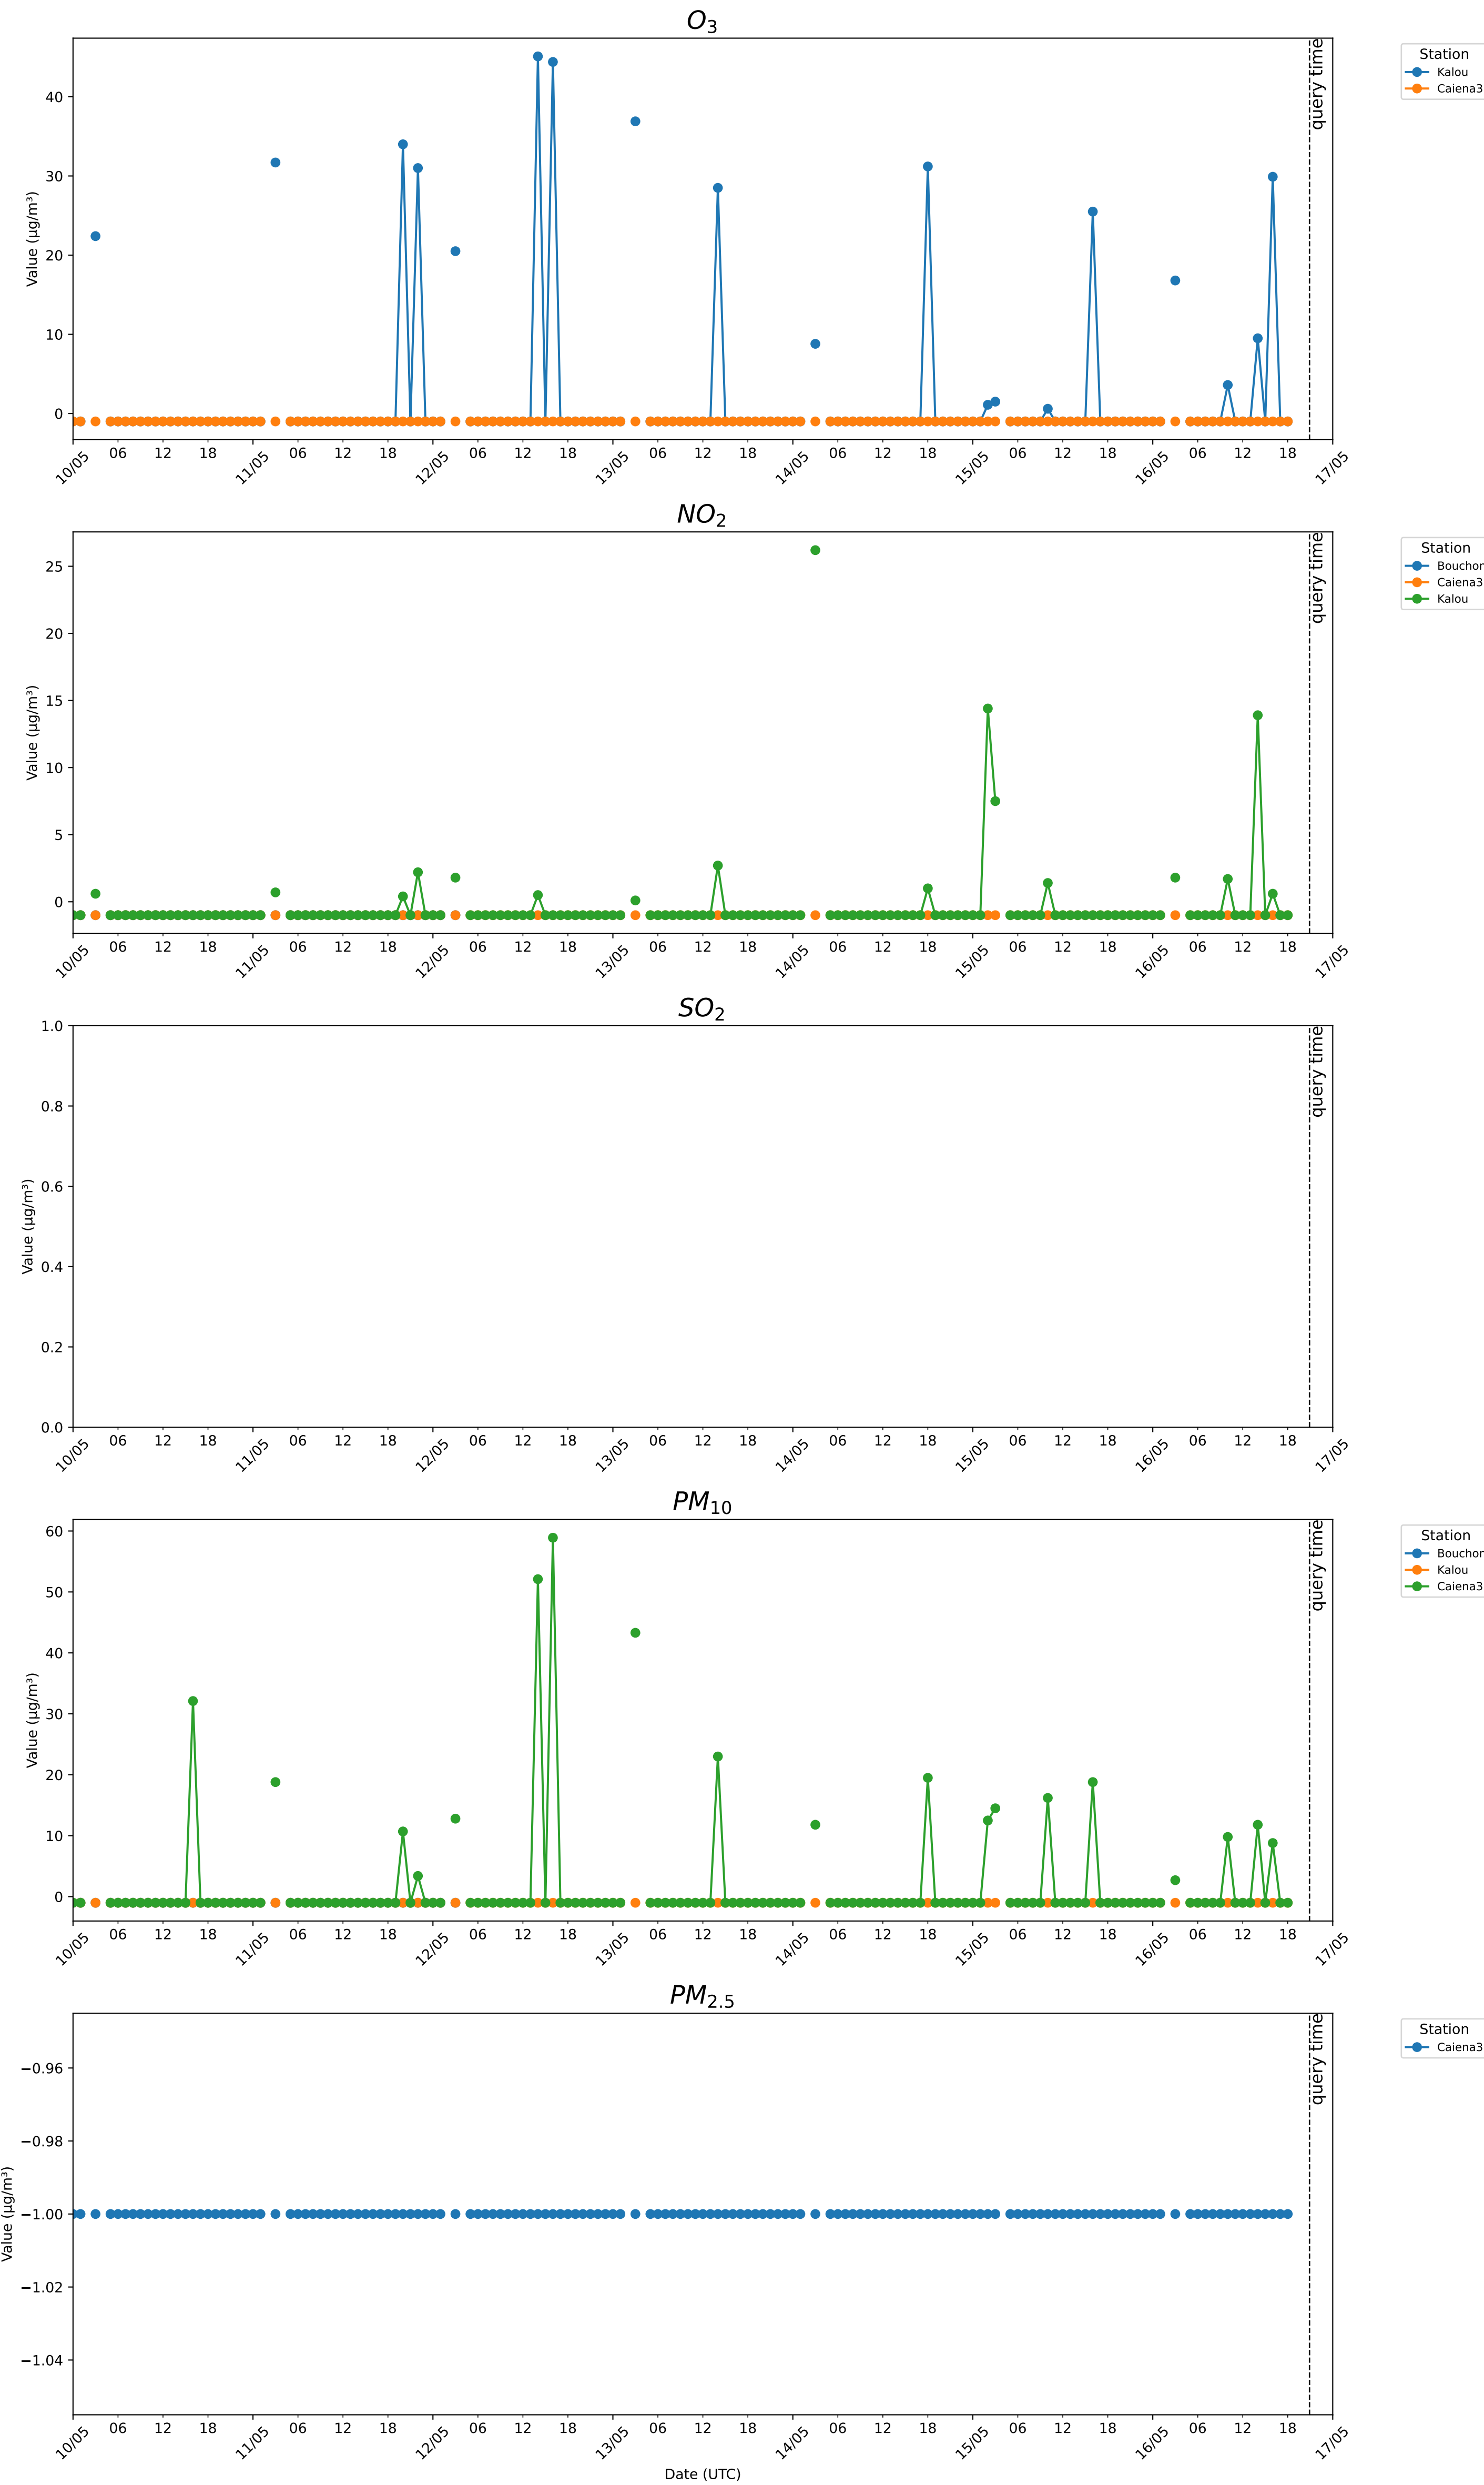 O3
Value (µg/m³)
40
30
20
10
0
10/05 06 12 18 11/05 06 12 18 12/05 06 12 18 13/05 06 12 18 14/05 06 12 18 15/05 06 12 18 16/05 06 12 18 17/05
query time
Station
Kalou
Caiena3
NO2
Value (µg/m³)
25
20
15
10
5
0
10/05 06 12 18 11/05 06 12 18 12/05 06 12 18 13/05 06 12 18 14/05 06 12 18 15/05 06 12 18 16/05 06 12 18 17/05
query time
Station
Bouchor
Caiena3
Kalou
SO2
Value (µg/m³)
1.0
0.8
0.6
0.4
0.2
0.0
10/05 06 12 18 11/05 06 12 18 12/05 06 12 18 13/05 06 12 18 14/05 06 12 18 15/05 06 12 18 16/05 06 12 18 17/05
query time
PM10
Value (µg/m³)
60
50
40
30
20
10
0
10/05 06 12 18 11/05 06 12 18 12/05 06 12 18 13/05 06 12 18 14/05 06 12 18 15/05 06 12 18 16/05 06 12 18 17/05
query time
Station
Bouchor
Kalou
Caiena3
PM2.5
Value (µg/m³)
−0.96
−0.98
−1.00
−1.02
−1.04
10/05 06 12 18 11/05 06 12 18 12/05 06 12 18 13/05 06 12 18 14/05 06 12 18 15/05 06 12 18 16/05 06 12 18 17/05
query time
Station
Caiena3
Date (UTC)